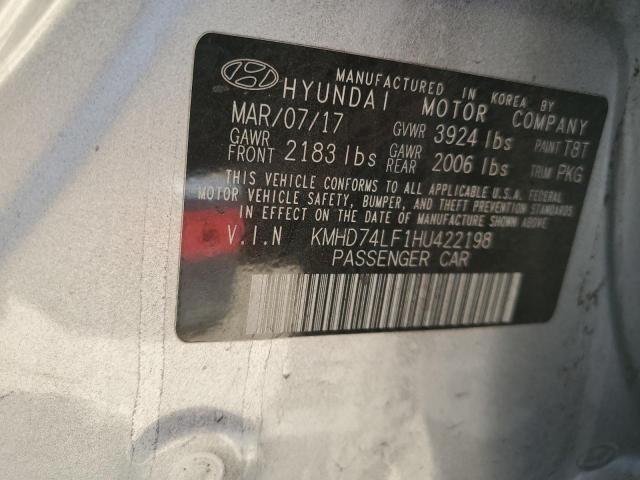 MANUFACTURED IN KOREA BY
HYUNDAI MOTOR COMPANY
MAR/07/17 GVWR 3924 lbs PAINT T8T
GAWR FRONT 2183 lbs GAWR REAR 2006 lbs TRIM PKG
THIS VEHICLE CONFORMS TO ALL APPLICABLE U.S.A. FEDERAL
MOTOR VEHICLE SAFETY, BUMPER, AND THEFT PREVENTION STANDARDS
IN EFFECT ON THE DATE OF MANUFACTURE SHOWN ABOVE
V.I.N KMHD74LF1HU422198
PASSENGER CAR